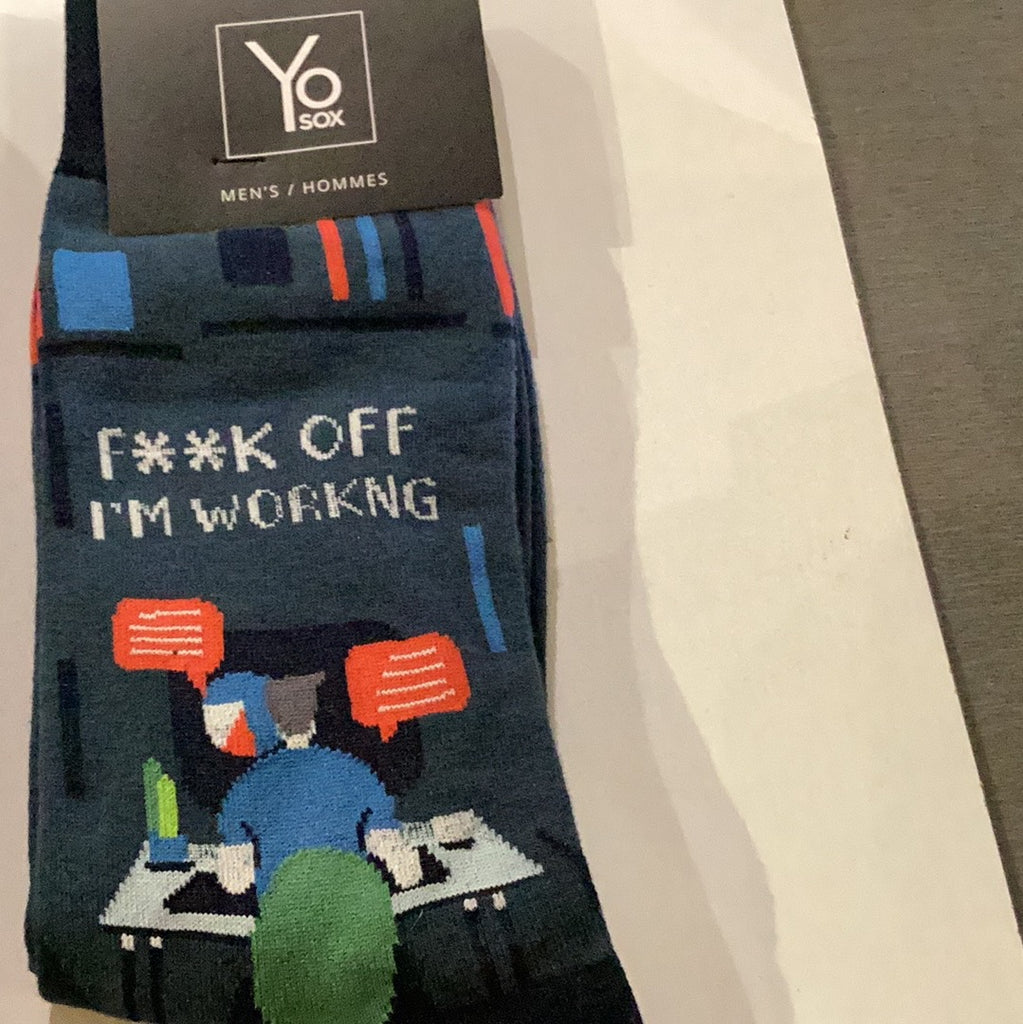 Yo
SOX
MEN'S / HOMMES
F**K OFF
I'M WORKNG